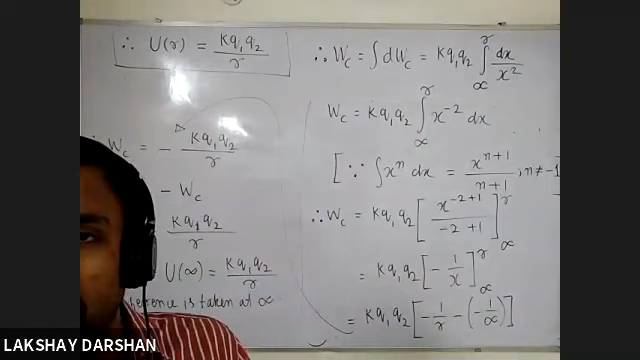 ∴ U(r) = Kq₁q₂ / r
W_C = - Kq₁q₂ / r
- W_C
Kq₁q₂ / r
U(∞) = Kq₁q₂ / r
is taken at ∞.
∴ W_C = ∫ dW_C = Kq₁q₂ ∫_∞^r dx / x²
W_C = Kq₁q₂ ∫_∞^r x⁻² dx
[∵ ∫xⁿ dx = xⁿ⁺¹ / n+1 ; n ≠ -1]
∴ W_C = Kq₁q₂ [x⁻²⁺¹ / -2+1]_∞^r
= Kq₁q₂ [- 1/x]_∞^r
= Kq₁q₂ [- 1/r - (- 1/∞)]
LAKSHAY DARSHAN